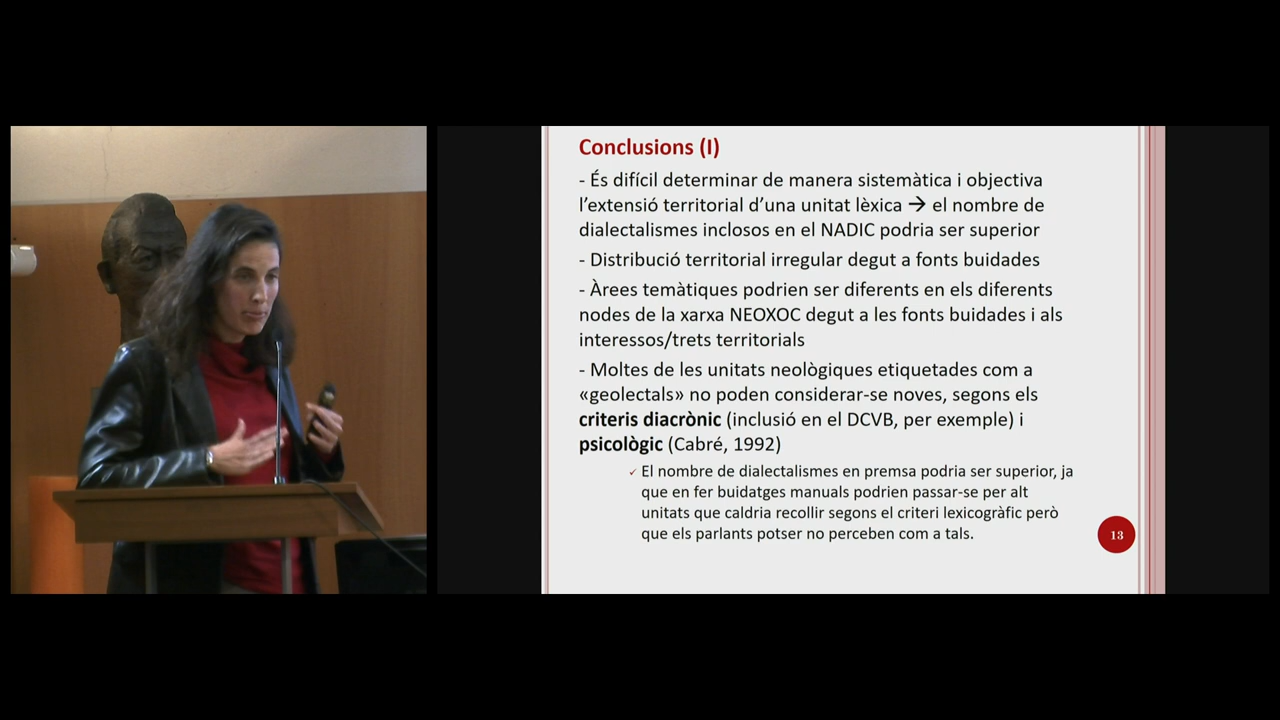 Conclusions (I)
- És difícil determinar de manera sistemàtica i objectiva
l'extensió territorial d'una unitat lèxica → el nombre de
dialectalismes inclosos en el NADIC podria ser superior
- Distribució territorial irregular degut a fonts buidades
- Àrees temàtiques podrien ser diferents en els diferents
nodes de la xarxa NEOXOC degut a les fonts buidades i als
interessos/trets territorials
- Moltes de les unitats neològiques etiquetades com a
«geolectals» no poden considerar-se noves, segons els
criteris diacrònic (inclusió en el DCVB, per exemple) i
psicològic (Cabré, 1992)
✓ El nombre de dialectalismes en premsa podria ser superior, ja
que en fer buidatges manuals podrien passar-se per alt
unitats que caldria recollir segons el criteri lexicogràfic però
que els parlants potser no perceben com a tals.
13